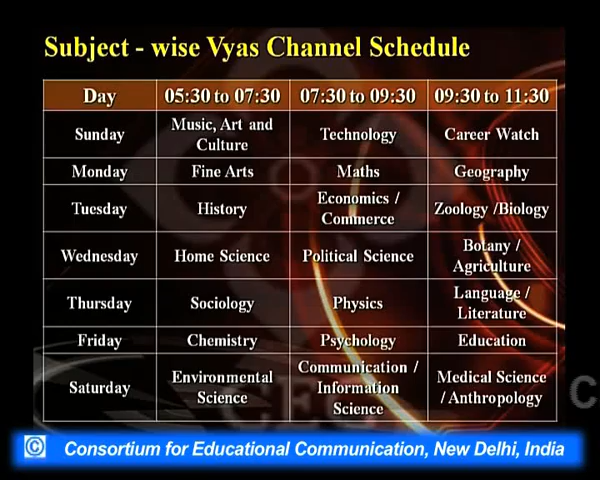 Subject - wise Vyas Channel Schedule
Day 05:30 to 07:30 07:30 to 09:30 09:30 to 11:30
Sunday Music, Art and Culture Technology Career Watch
Monday Fine Arts Maths Geography
Tuesday History Economics / Commerce Zoology /Biology
Wednesday Home Science Political Science Botany / Agriculture
Thursday Sociology Physics Language / Literature
Friday Chemistry Psychology Education
Saturday Environmental Science Communication / Information Science Medical Science / Anthropology
CEC
C
© Consortium for Educational Communication, New Delhi, India